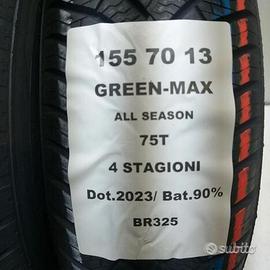 155 70 13
GREEN-MAX
ALL SEASON
75T
4 STAGIONI
Dot.2023/ Bat.90%
BR325
subito